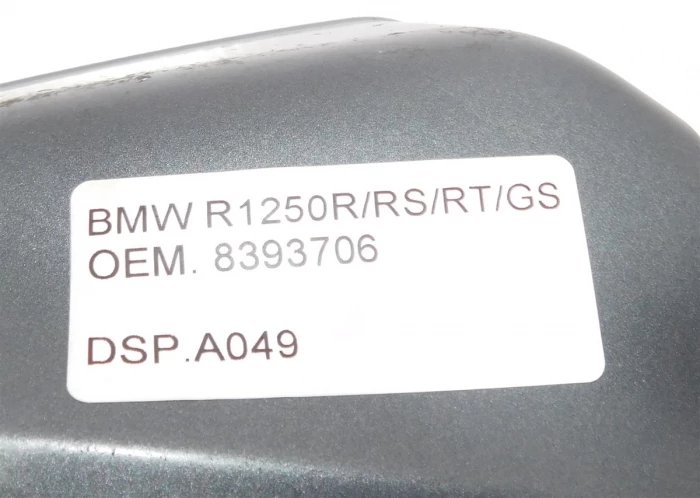 BMW R1250R/RS/RT/GS
OEM. 8393706
DSP.A049